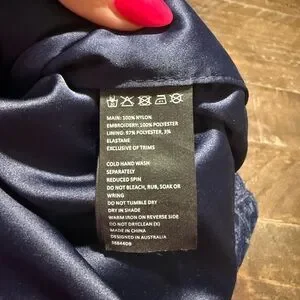 MAIN: 100% NYLON
EMBROIDERY: 100% POLYESTER
LINING: 97% POLYESTER, 3%
ELASTANE
EXCLUSIVE OF TRIMS
COLD HAND WASH
SEPARATELY
REDUCED SPIN
DO NOT BLEACH, RUB, SOAK OR
WRING
DO NOT TUMBLE DRY
DRY IN SHADE
WARM IRON ON REVERSE SIDE
DO NOT DRYCLEAN (X)
MADE IN CHINA
DESIGNED IN AUSTRALIA